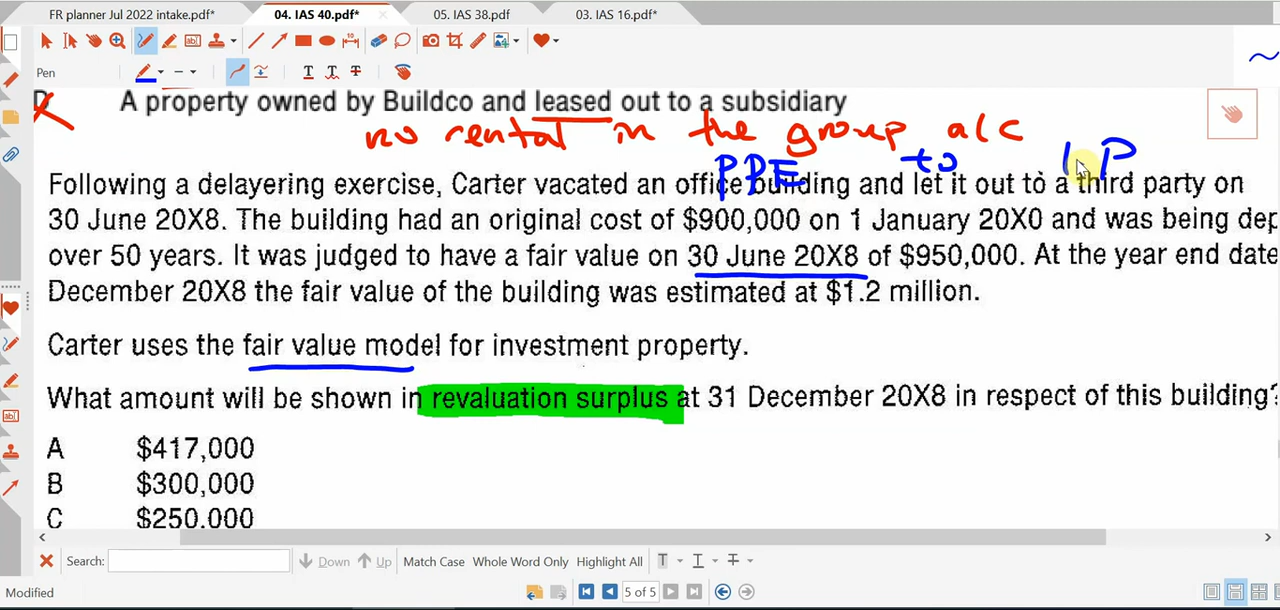 FR planner Jul 2022 intake.pdf* 04. IAS 40.pdf* 05. IAS 38.pdf 03. IAS 16.pdf*
Pen
A property owned by Buildco and leased out to a subsidiary
no rental in the group a/c
PPE to IP
Following a delayering exercise, Carter vacated an office building and let it out to a third party on
30 June 20X8. The building had an original cost of $900,000 on 1 January 20X0 and was being dep
over 50 years. It was judged to have a fair value on 30 June 20X8 of $950,000. At the year end date
December 20X8 the fair value of the building was estimated at $1.2 million.
Carter uses the fair value model for investment property.
What amount will be shown in revaluation surplus at 31 December 20X8 in respect of this building?
A $417,000
B $300,000
C $250,000
Search: Down Up Match Case Whole Word Only Highlight All
Modified 5 of 5